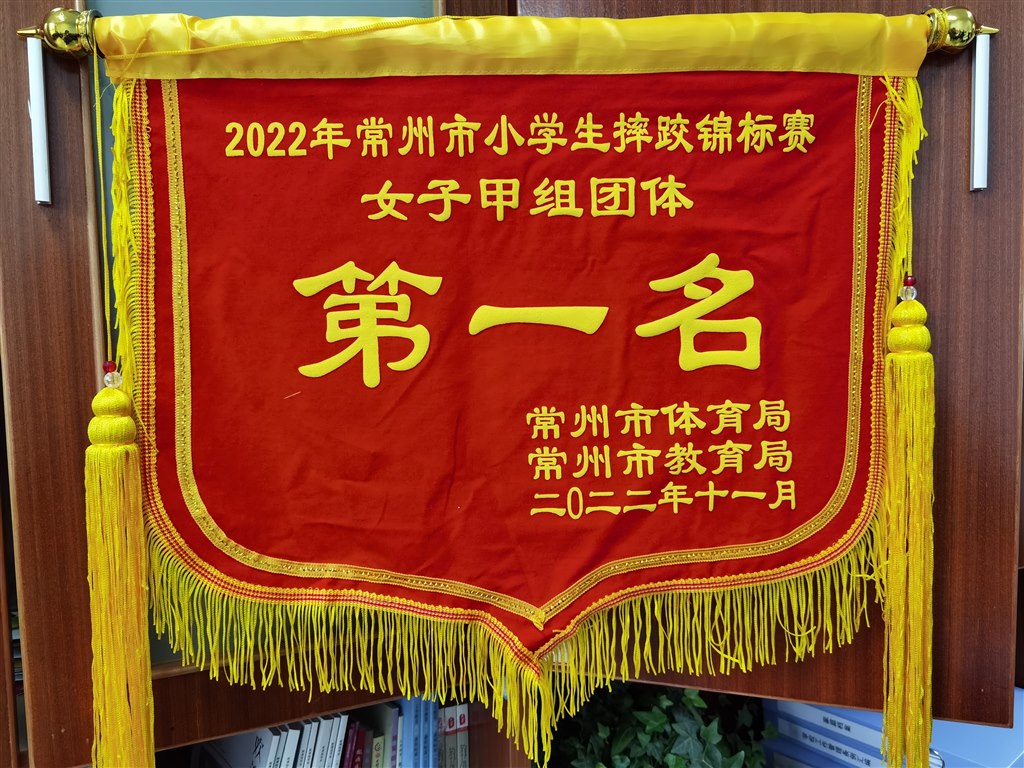 2022年常州市小学生摔跤锦标赛
女子甲组团体
第一名
常州市体育局
常州市教育局
二〇二二年十一月